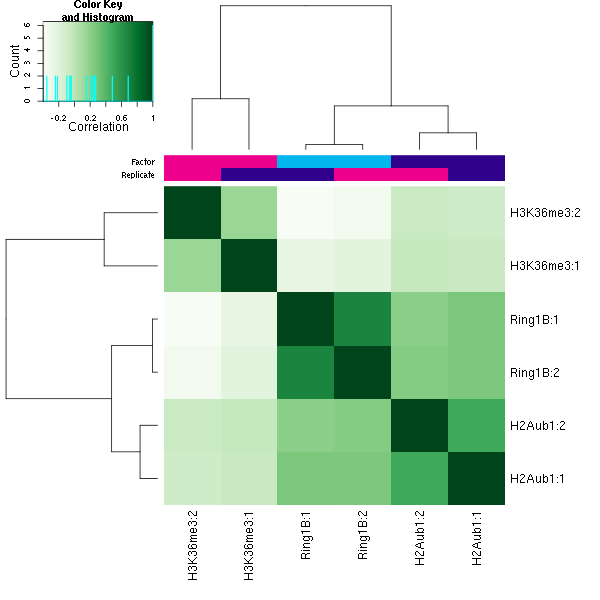 Color Key
and Histogram
Count
0 1 2 3 4 5 6
-0.2 0.2 0.6 1
Correlation
Factor
Replicate
H3K36me3:2
H3K36me3:1
Ring1B:1
Ring1B:2
H2Aub1:2
H2Aub1:1
H3K36me3:2
H3K36me3:1
Ring1B:1
Ring1B:2
H2Aub1:2
H2Aub1:1